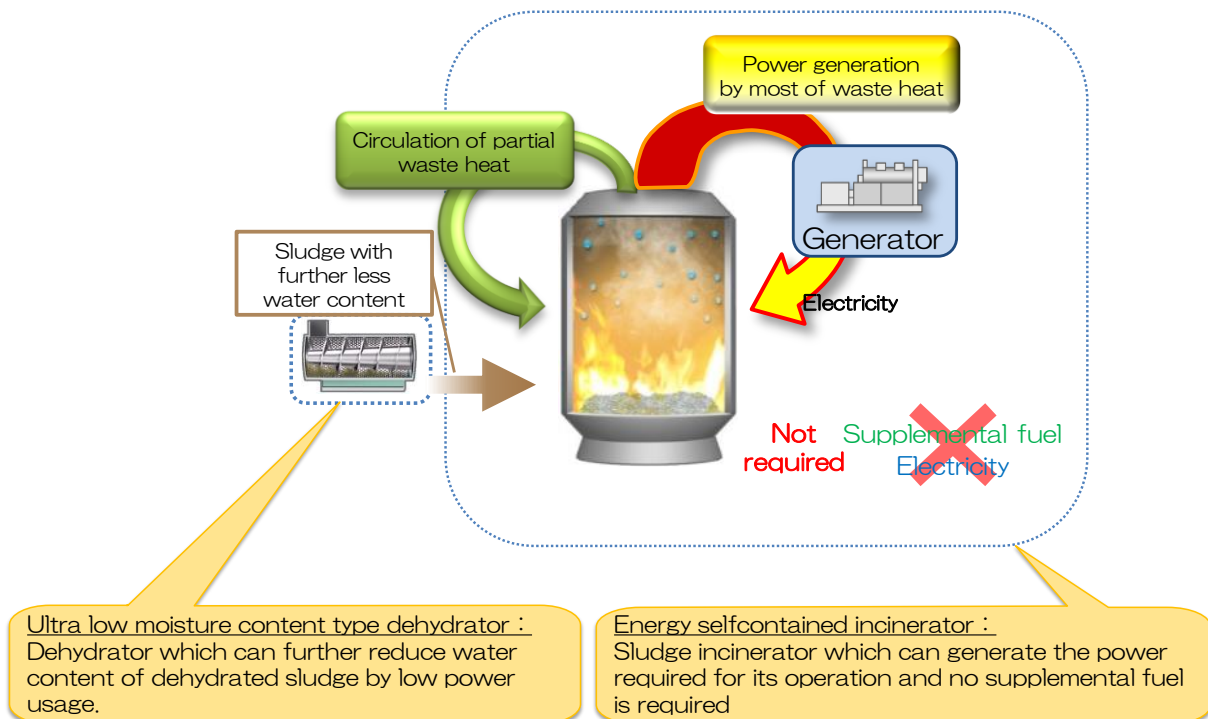 Power generation
by most of waste heat
Circulation of partial
waste heat
Generator
Sludge with
further less
water content
Electricity
Not
required
Supplemental fuel
Electricity
Ultra low moisture content type dehydrator：
Dehydrator which can further reduce water
content of dehydrated sludge by low power
usage.
Energy selfcontained incinerator：
Sludge incinerator which can generate the power
required for its operation and no supplemental fuel
is required